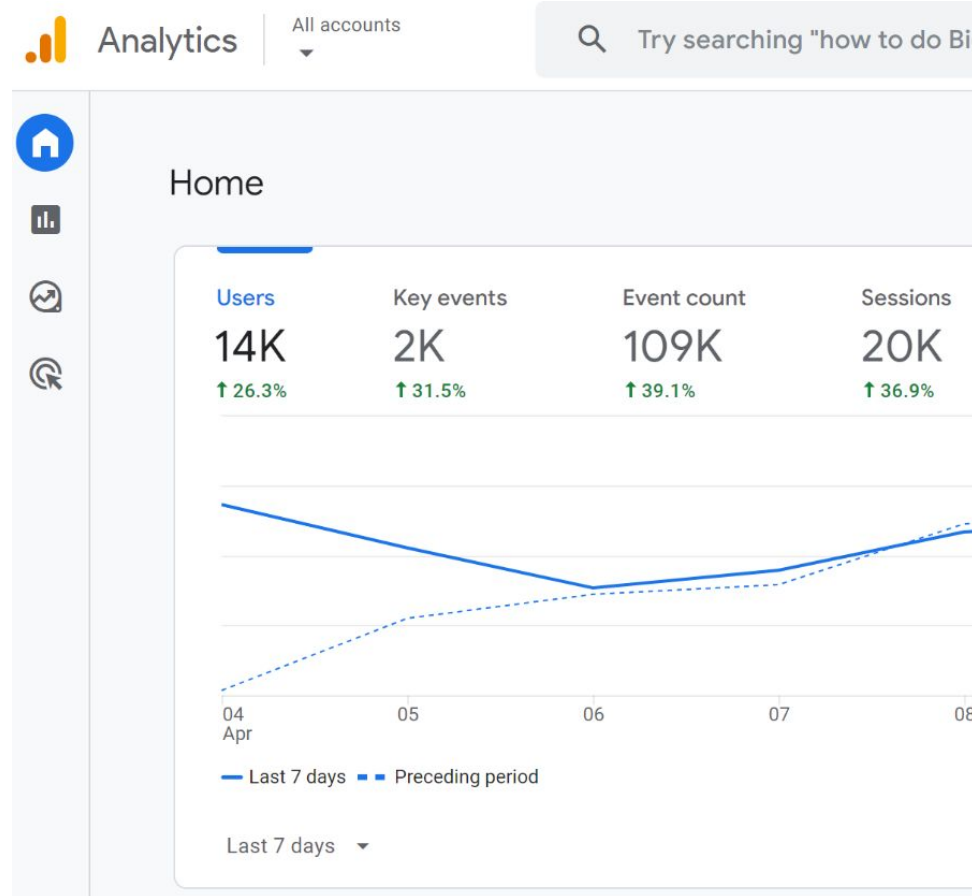 Analytics
All accounts
Try searching "how to do Bi
Home
Users
Key events
Event count
Sessions
14K
2K
109K
20K
↑ 26.3%
↑ 31.5%
↑ 39.1%
↑ 36.9%
04
Apr
05
06
07
08
Last 7 days
Preceding period
Last 7 days